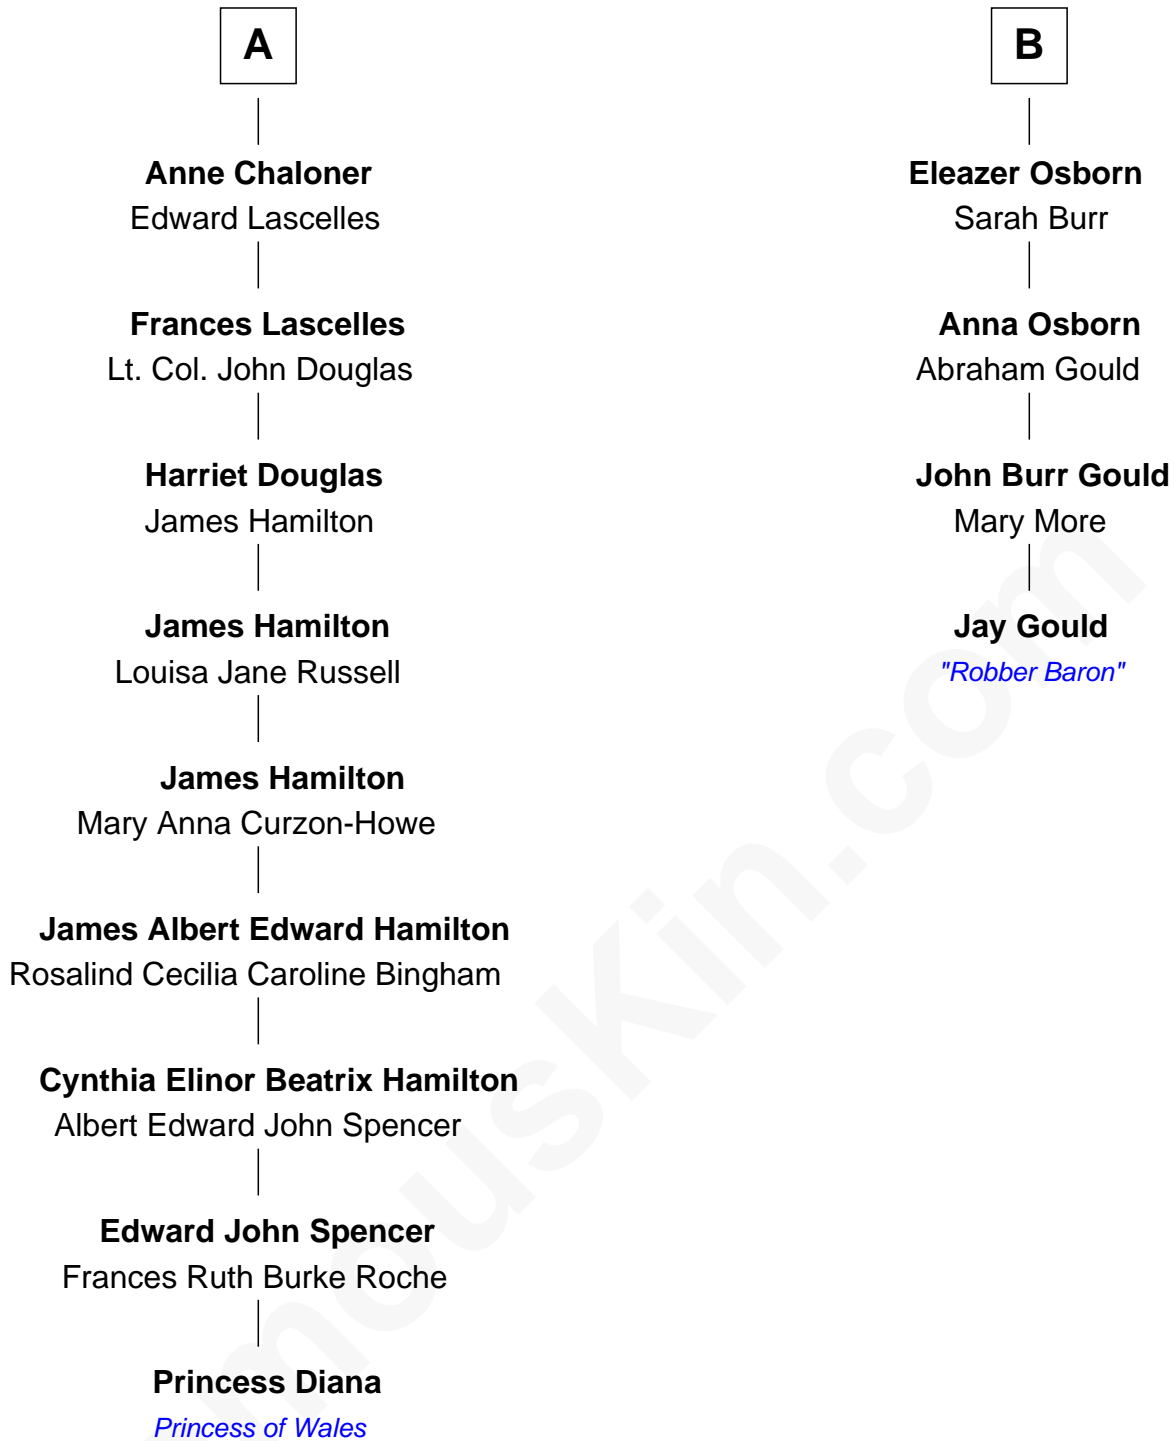 A
Anne Chaloner
Edward Lascelles
Frances Lascelles
Lt. Col. John Douglas
Harriet Douglas
James Hamilton
James Hamilton
Louisa Jane Russell
James Hamilton
Mary Anna Curzon-Howe
James Albert Edward Hamilton
Rosalind Cecilia Caroline Bingham
Cynthia Elinor Beatrix Hamilton
Albert Edward John Spencer
Edward John Spencer
Frances Ruth Burke Roche
Princess Diana
Princess of Wales
B
Eleazer Osborn
Sarah Burr
Anna Osborn
Abraham Gould
John Burr Gould
Mary More
Jay Gould
"Robber Baron"
mousKin.com